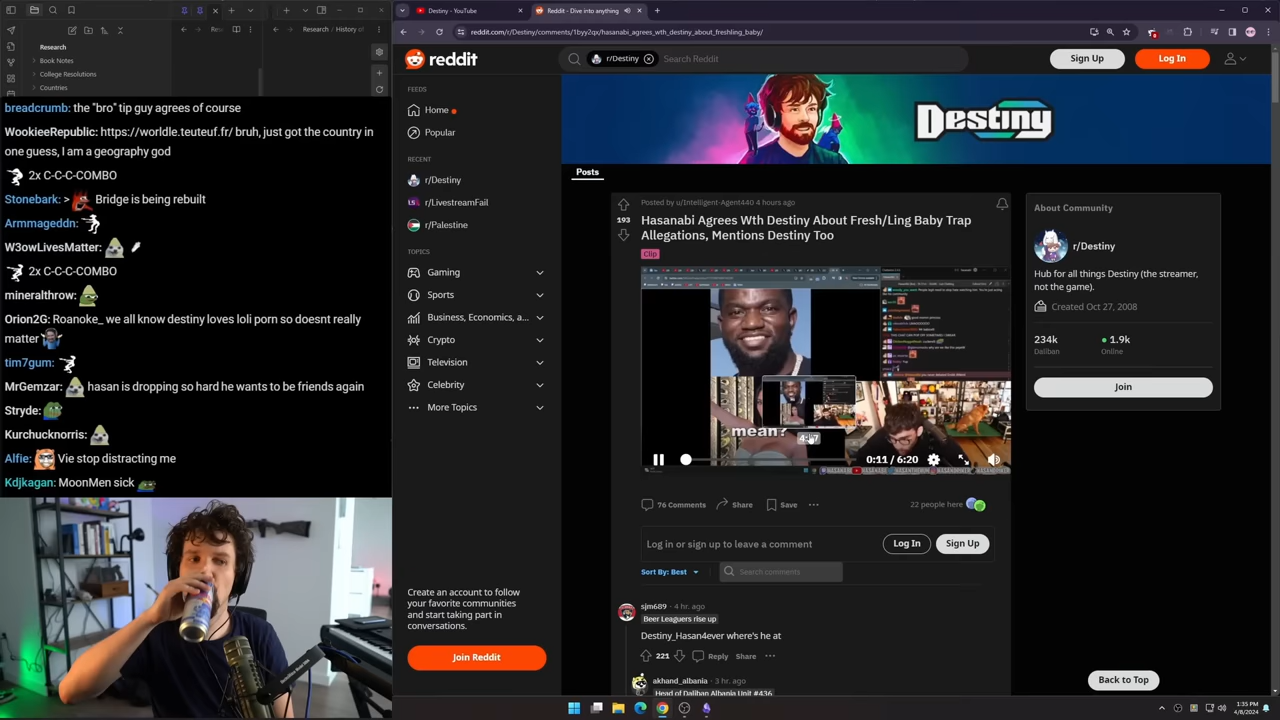 Destiny - YouTube
Reddit - Dive into anything
reddit.com/r/Destiny/comments/1byy2qx/hasanabi_agrees_wth_destiny_about_freshling_baby/
Research / History of
Research
Book Notes
College Resolutions
Countries
breadcrumb: the "bro" tip guy agrees of course
WookieeRepublic: https://worldle.teuteuf.fr/ bruh, just got the country in
one guess, I am a geography god
2x C-C-C-COMBO
Stonebark: > Bridge is being rebuilt
Armmageddn:
W3owLivesMatter:
2x C-C-C-COMBO
mineralthrow:
Orion2G: Roanoke_ we all know destiny loves loli porn so doesnt really
matter
tim7gum:
MrGemzar: hasan is dropping so hard he wants to be friends again
Stryde:
Kurchucknorris:
Alfie: Vie stop distracting me
Kdjkagan: MoonMen sick
reddit
r/Destiny
Search Reddit
Sign Up
Log In
FEEDS
Home
Popular
RECENT
r/Destiny
r/LivestreamFail
r/Palestine
TOPICS
Gaming
Sports
Business, Economics, a...
Crypto
Television
Celebrity
More Topics
Create an account to follow
your favorite communities
and start taking part in
conversations.
Join Reddit
Destiny
Posts
193
Posted by u/Intelligent-Agent440 4 hours ago
Hasanabi Agrees Wth Destiny About Fresh/Ling Baby Trap
Allegations, Mentions Destiny Too
Clip
mean?
0:11 / 6:20
76 Comments
Share
Save
22 people here
Log in or sign up to leave a comment
Log In
Sign Up
Sort By: Best
Search comments
sjm689 · 4 hr. ago
Beer Leaguers rise up
Destiny_Hasan4ever where's he at
221
Reply
Share
akhand_albania · 3 hr. ago
Head of Daliban Albania Unit #436
About Community
r/Destiny
Hub for all things Destiny (the streamer,
not the game).
Created Oct 27, 2008
234k
Daliban
1.9k
Online
Join
Back to Top
1:35 PM
4/8/2024